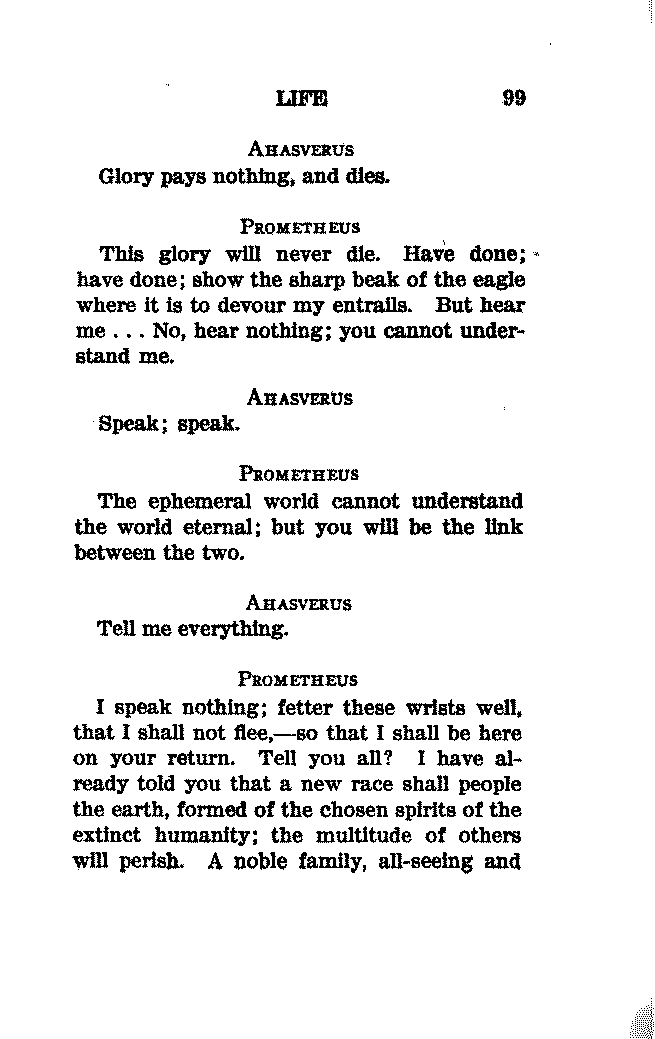 LIFE 99
AHASVERUS
Glory pays nothing, and dies.
PROMETHEUS
This glory will never die. Have done;
have done; show the sharp beak of the eagle
where it is to devour my entrails. But hear
me . . . No, hear nothing; you cannot under-
stand me.
AHASVERUS
Speak; speak.
PROMETHEUS
The ephemeral world cannot understand
the world eternal; but you will be the link
between the two.
AHASVERUS
Tell me everything.
PROMETHEUS
I speak nothing; fetter these wrists well,
that I shall not flee,—so that I shall be here
on your return. Tell you all? I have al-
ready told you that a new race shall people
the earth, formed of the chosen spirits of the
extinct humanity; the multitude of others
will perish. A noble family, all-seeing and